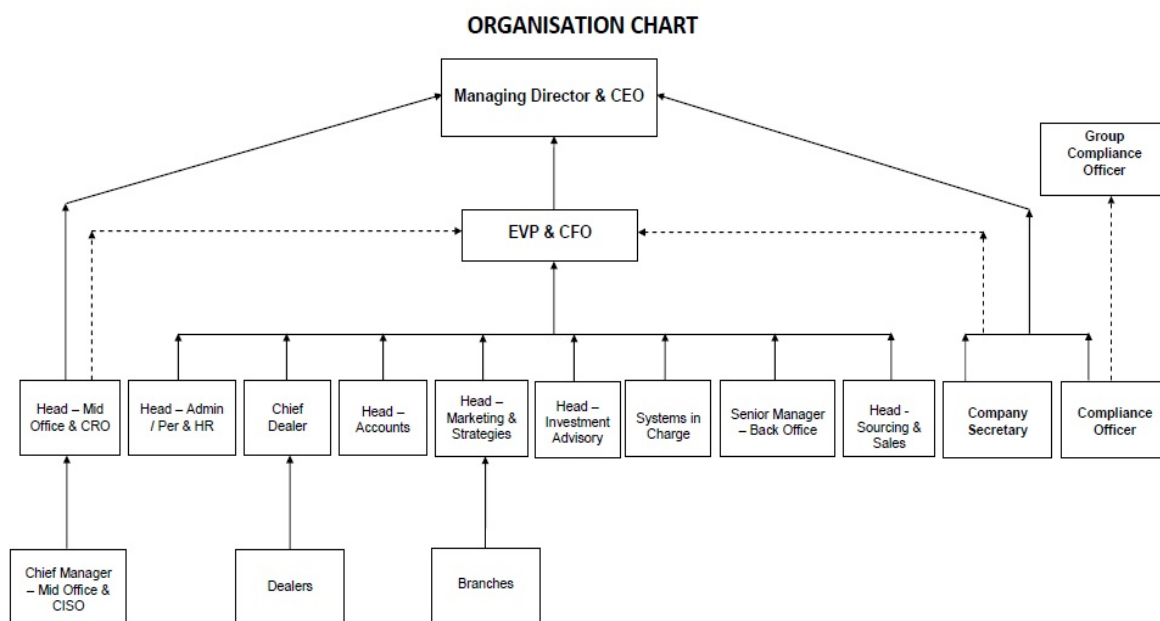 ORGANISATION CHART
Managing Director & CEO
Group
Compliance
Officer
EVP & CFO
Head – Mid
Office & CRO
Head – Admin
/ Per & HR
Chief
Dealer
Head –
Accounts
Head –
Marketing &
Strategies
Head –
Investment
Advisory
Systems in
Charge
Senior Manager
– Back Office
Head -
Sourcing &
Sales
Company
Secretary
Compliance
Officer
Chief Manager
– Mid Office &
CISO
Dealers
Branches